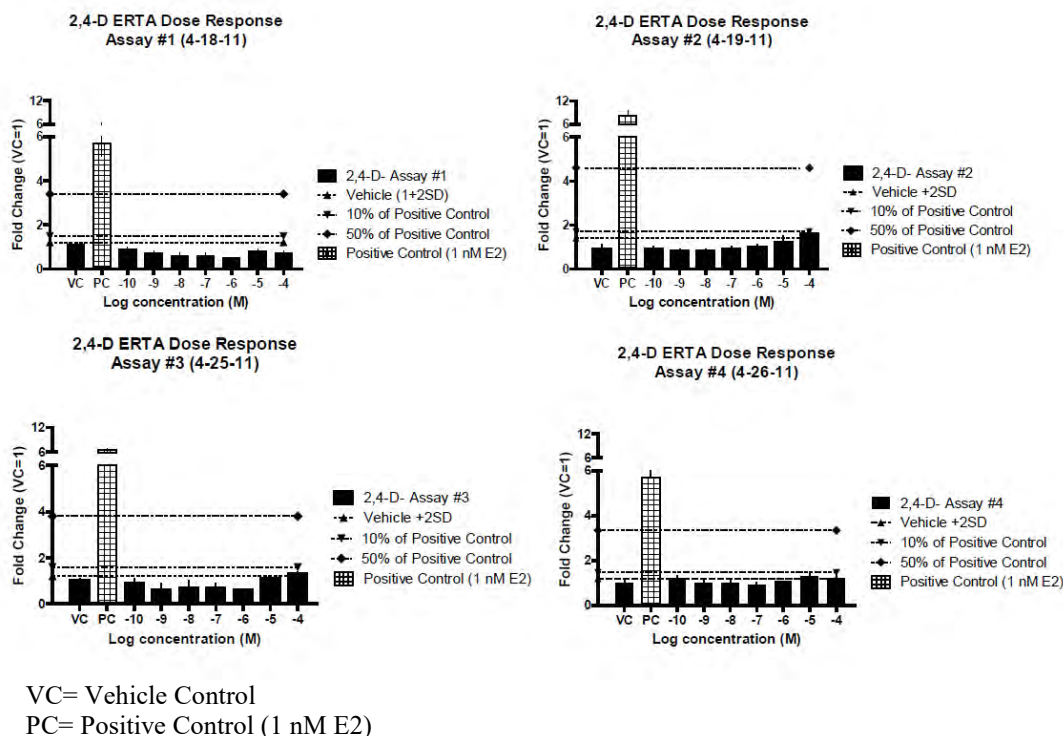 2,4-D ERTA Dose Response
Assay #1 (4-18-11)
Fold Change (VC=1)
12
6
6
4
2
0
VC PC -10 -9 -8 -7 -6 -5 -4
Log concentration (M)
2,4-D- Assay #1
Vehicle (1+2SD)
10% of Positive Control
50% of Positive Control
Positive Control (1 nM E2)
2,4-D ERTA Dose Response
Assay #2 (4-19-11)
Fold Change (VC=1)
12
6
6
4
2
0
VC PC -10 -9 -8 -7 -6 -5 -4
Log concentration (M)
2,4-D- Assay #2
Vehicle +2SD
10% of Positive Control
50% of Positive Control
Positive Control (1 nM E2)
2,4-D ERTA Dose Response
Assay #3 (4-25-11)
Fold Change (VC=1)
12
6
6
4
2
0
VC PC -10 -9 -8 -7 -6 -5 -4
Log concentration (M)
2,4-D- Assay #3
Vehicle +2SD
10% of Positive Control
50% of Positive Control
Positive Control (1 nM E2)
2,4-D ERTA Dose Response
Assay #4 (4-26-11)
Fold Change (VC=1)
12
6
6
4
2
0
VC PC -10 -9 -8 -7 -6 -5 -4
Log concentration (M)
2,4-D- Assay #4
Vehicle +2SD
10% of Positive Control
50% of Positive Control
Positive Control (1 nM E2)
VC= Vehicle Control
PC= Positive Control (1 nM E2)